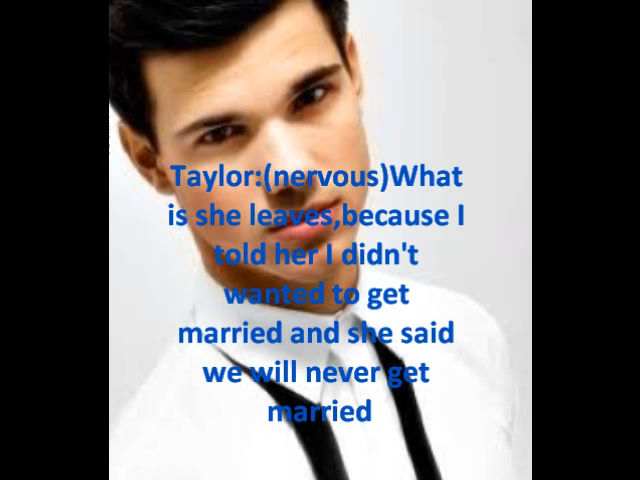 Taylor:(nervous)What
is she leaves,because I
told her I didn't
wanted to get
married and she said
we will never get
married